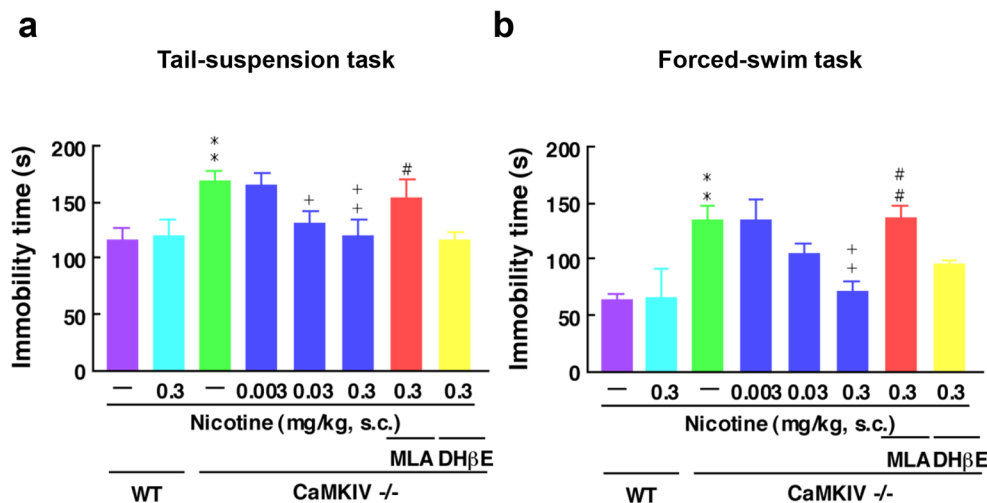 a
Tail-suspension task
Immobility time (s)
200
150
100
50
0
*
*
+
+
+
#
— 0.3 — 0.003 0.03 0.3 0.3 0.3
Nicotine (mg/kg, s.c.)
MLA DHβE
WT CaMKIV -/-
b
Forced-swim task
Immobility time (s)
200
150
100
50
0
*
*
+
+
#
#
— 0.3 — 0.003 0.03 0.3 0.3 0.3
Nicotine (mg/kg, s.c.)
MLA DHβE
WT CaMKIV -/-